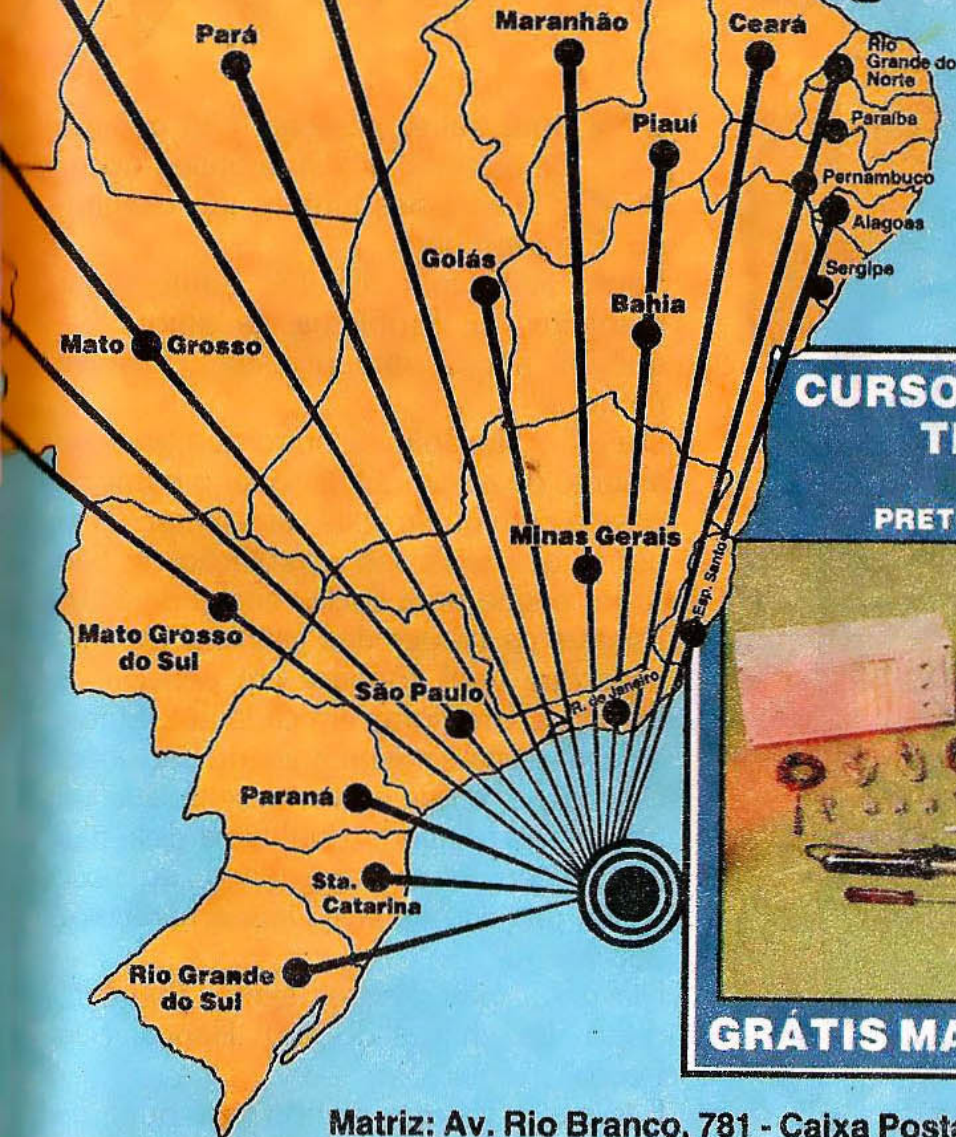 Pará
Maranhão
Ceará
Rio
Grande do
Norte
Piauí
Paraíba
Pernambuco
Alagoas
Goiás
Sergipe
Bahia
Mato Grosso
CURSO
PRET
Minas Gerais
Esp. Santo
Mato Grosso
do Sul
São Paulo
R. de Janeiro
Paraná
Sta.
Catarina
Rio Grande
do Sul
GRÁTIS MA
Matriz: Av. Rio Branco, 781 - Caixa Posta